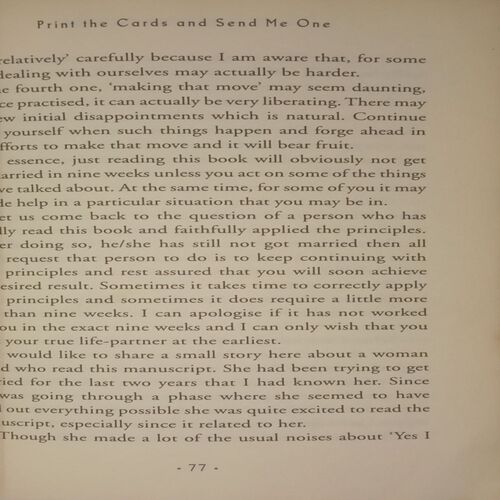 Print the Cards and Send Me One
relatively' carefully because I am aware that, for some
dealing with ourselves may actually be harder.
e fourth one, 'making that move' may seem daunting,
ce practised, it can actually be very liberating. There may
ew initial disappointments which is natural. Continue
yourself when such things happen and forge ahead in
fforts to make that move and it will bear fruit.
essence, just reading this book will obviously not get
arried in nine weeks unless you act on some of the things
ve talked about. At the same time, for some of you it may
de help in a particular situation that you may be in.
et us come back to the question of a person who has
lly read this book and faithfully applied the principles.
er doing so, he/she has still not got married then all
request that person to do is to keep continuing with
principles and rest assured that you will soon achieve
esired result. Sometimes it takes time to correctly apply
principles and sometimes it does require a little more
than nine weeks. I can apologise if it has not worked
ou in the exact nine weeks and I can only wish that you
your true life-partner at the earliest.
would like to share a small story here about a woman
d who read this manuscript. She had been trying to get
ried for the last two years that I had known her. Since
was going through a phase where she seemed to have
l out everything possible she was quite excited to read the
uscript, especially since it related to her.
Though she made a lot of the usual noises about 'Yes I
- 77 -